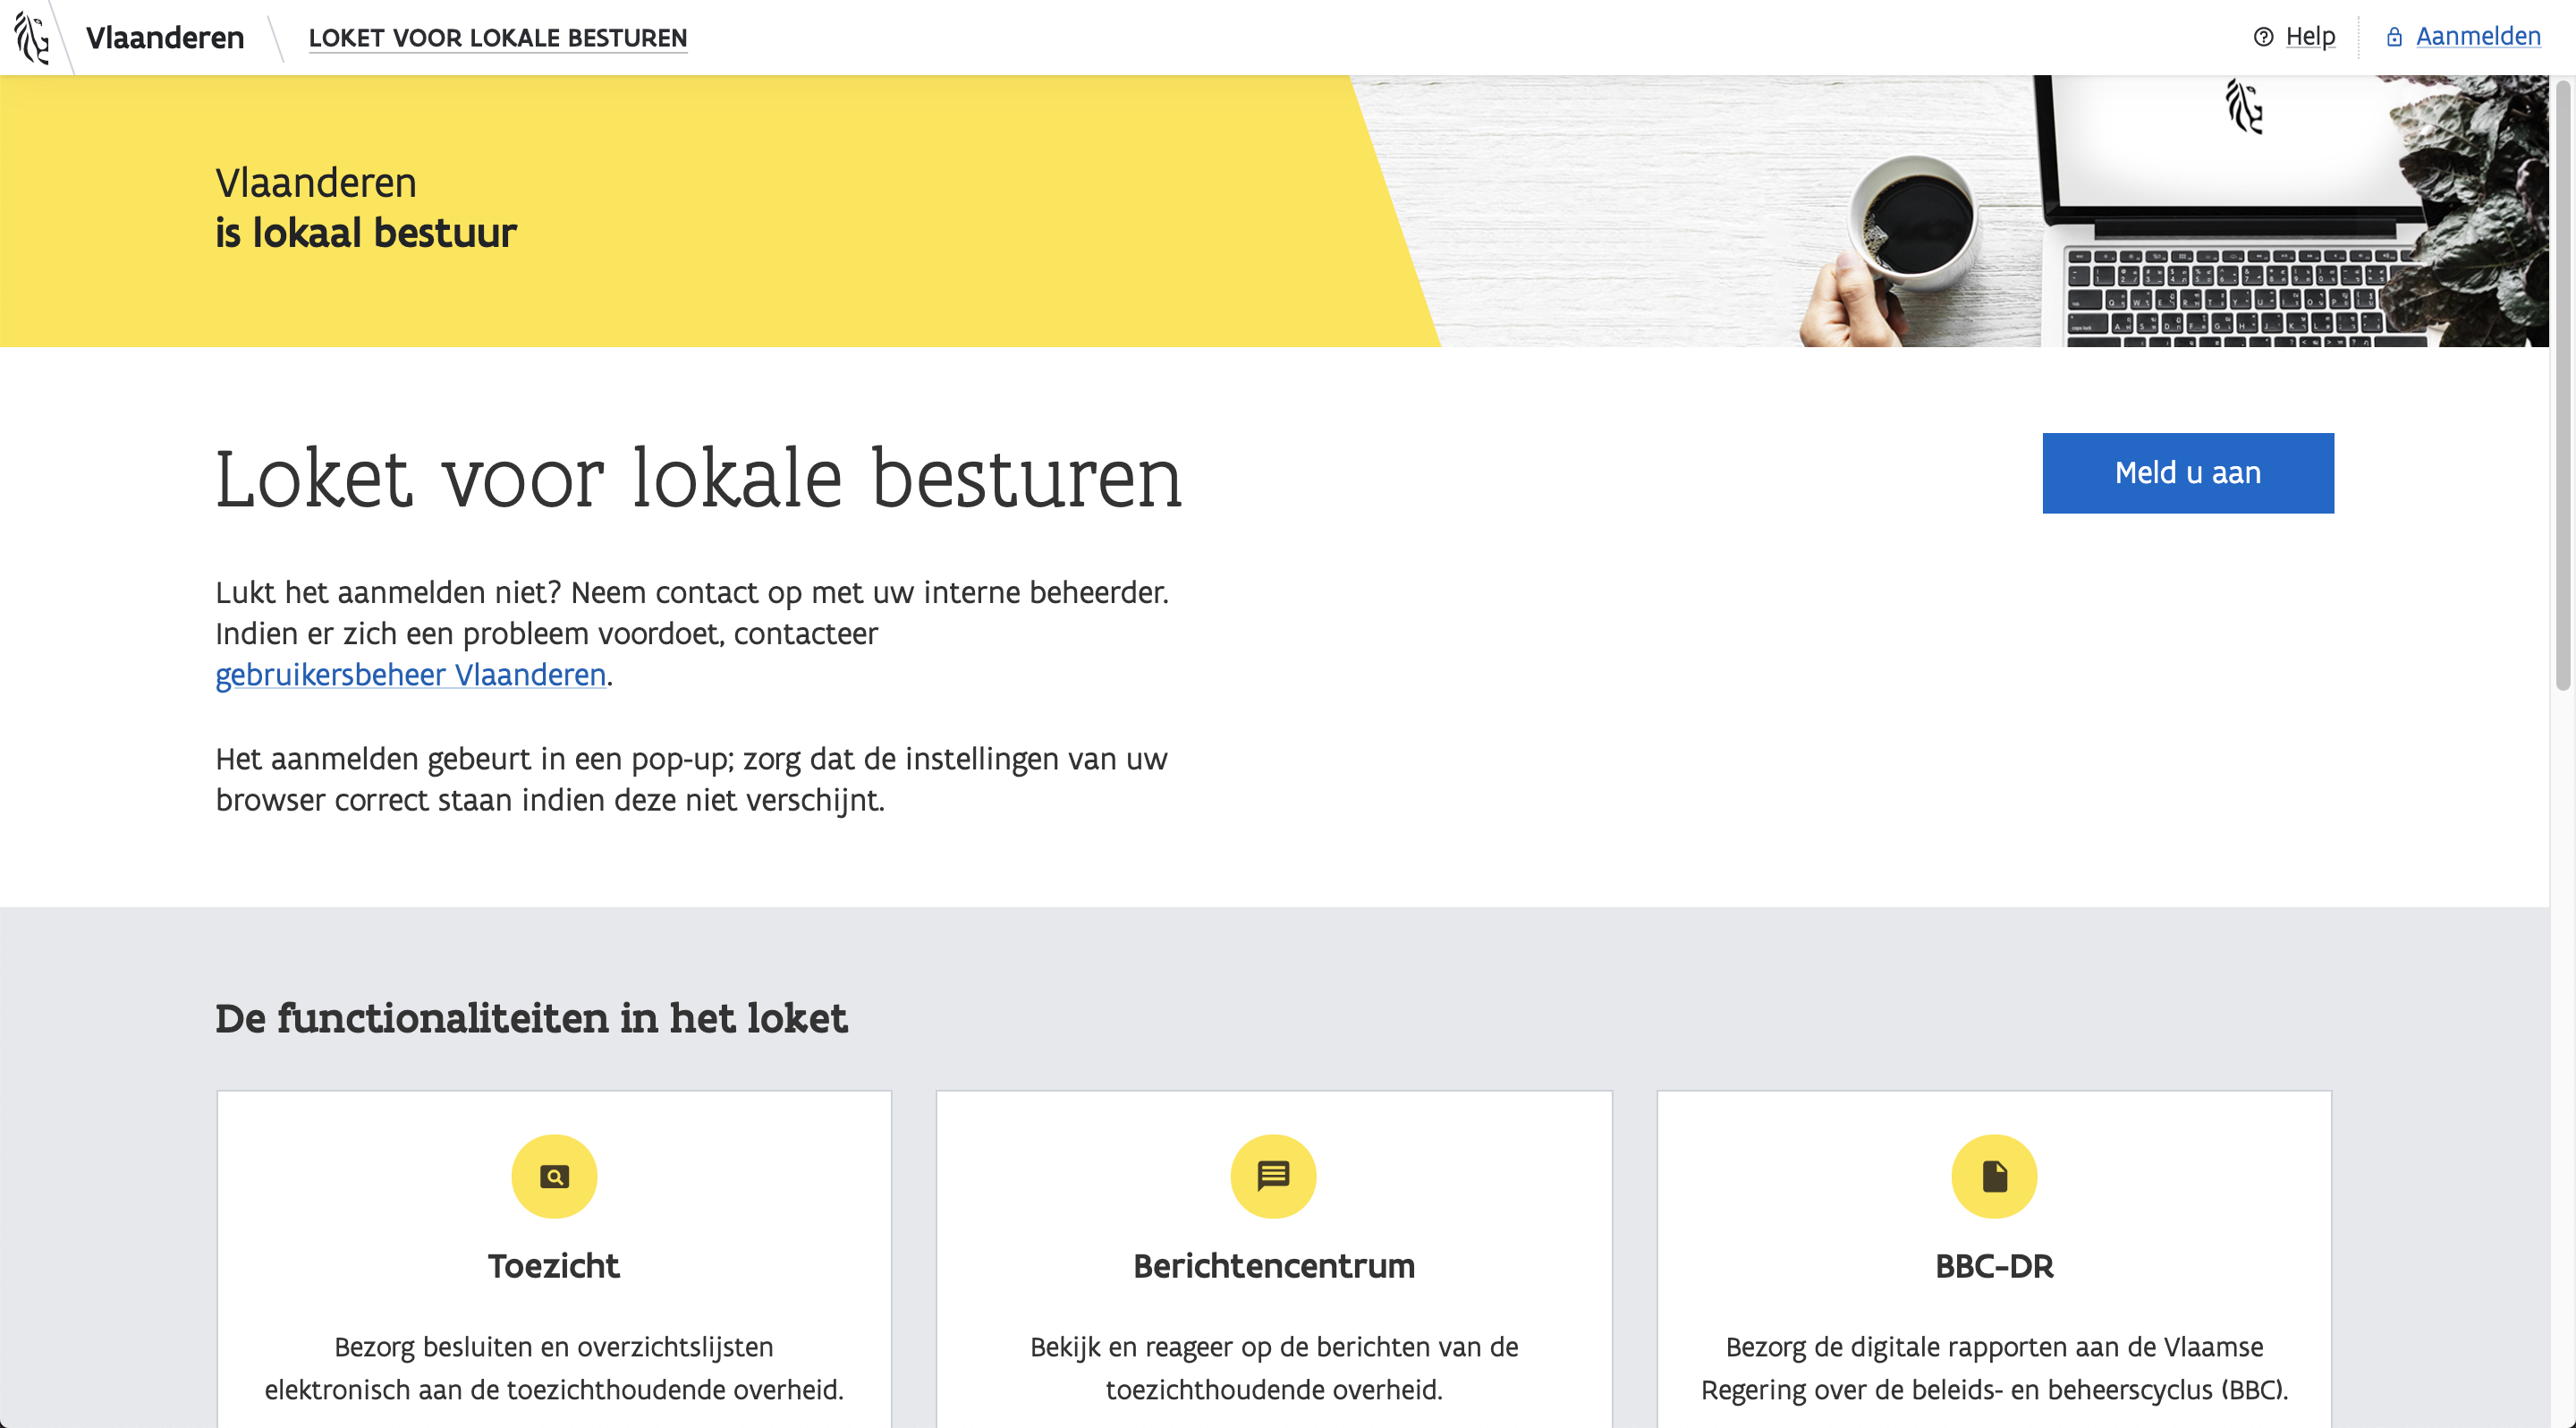 Vlaanderen
LOKET VOOR LOKALE BESTUREN
Help
Aanmelden
Vlaanderen
is lokaal bestuur
Loket voor lokale besturen
Meld u aan
Lukt het aanmelden niet? Neem contact op met uw interne beheerder.
Indien er zich een probleem voordoet, contacteer
gebruikersbeheer Vlaanderen.
Het aanmelden gebeurt in een pop-up; zorg dat de instellingen van uw
browser correct staan indien deze niet verschijnt.
De functionaliteiten in het loket
Toezicht
Bezorg besluiten en overzichtslijsten
elektronisch aan de toezichthoudende overheid.
Berichtencentrum
Bekijk en reageer op de berichten van de
toezichthoudende overheid.
BBC-DR
Bezorg de digitale rapporten aan de Vlaamse
Regering over de beleids- en beheerscyclus (BBC).